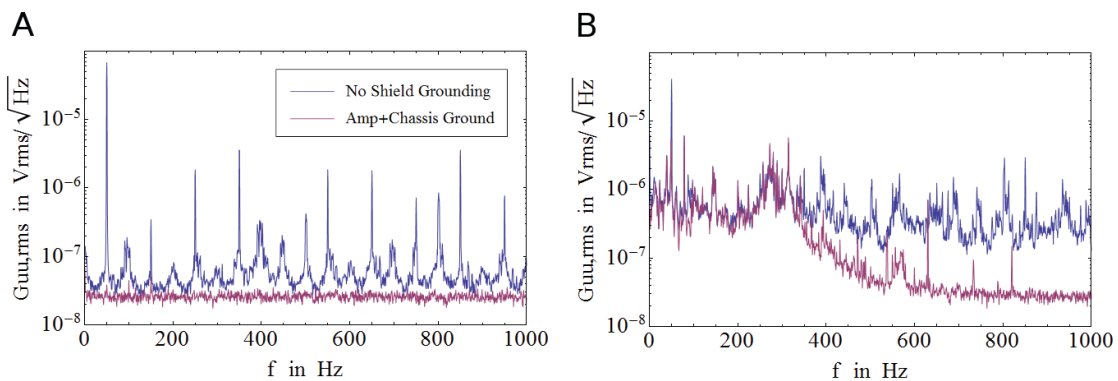 A
Guu,rms in Vrms/√Hz
10⁻⁵
10⁻⁶
10⁻⁷
10⁻⁸
No Shield Grounding
Amp+Chassis Ground
0 200 400 600 800 1000
f in Hz
B
Guu,rms in Vrms/√Hz
10⁻⁵
10⁻⁶
10⁻⁷
10⁻⁸
0 200 400 600 800 1000
f in Hz